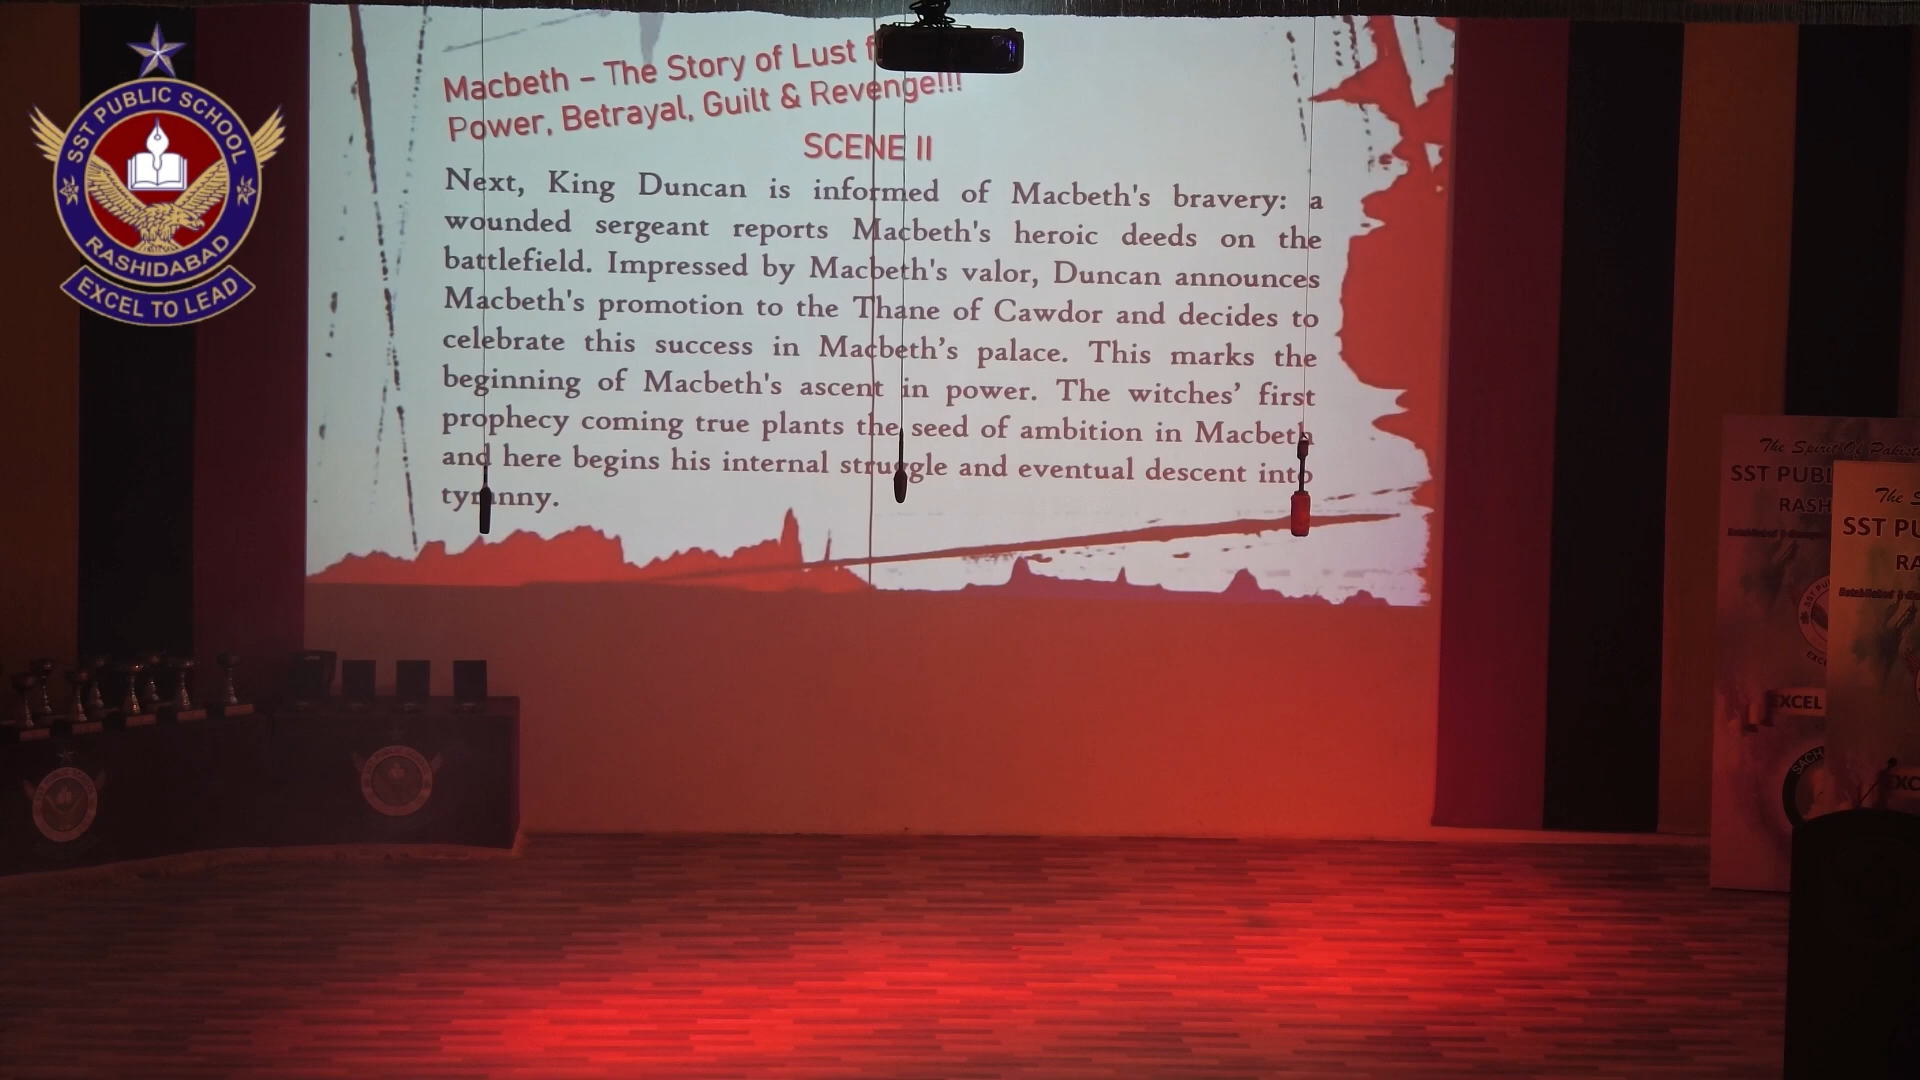 SST PUBLIC SCHOOL
RASHIDABAD
EXCEL TO LEAD
Macbeth – The Story of Lust
Power, Betrayal, Guilt & Revenge!!!
SCENE II
Next, King Duncan is informed of Macbeth's bravery: a
wounded sergeant reports Macbeth's heroic deeds on the
battlefield. Impressed by Macbeth's valor, Duncan announces
Macbeth's promotion to the Thane of Cawdor and decides to
celebrate this success in Macbeth’s palace. This marks the
beginning of Macbeth's ascent in power. The witches’ first
prophecy coming true plants the seed of ambition in Macbeth
and here begins his internal struggle and eventual descent into
tyranny.
The Spirit Of
SST
EXCEL
The
SST